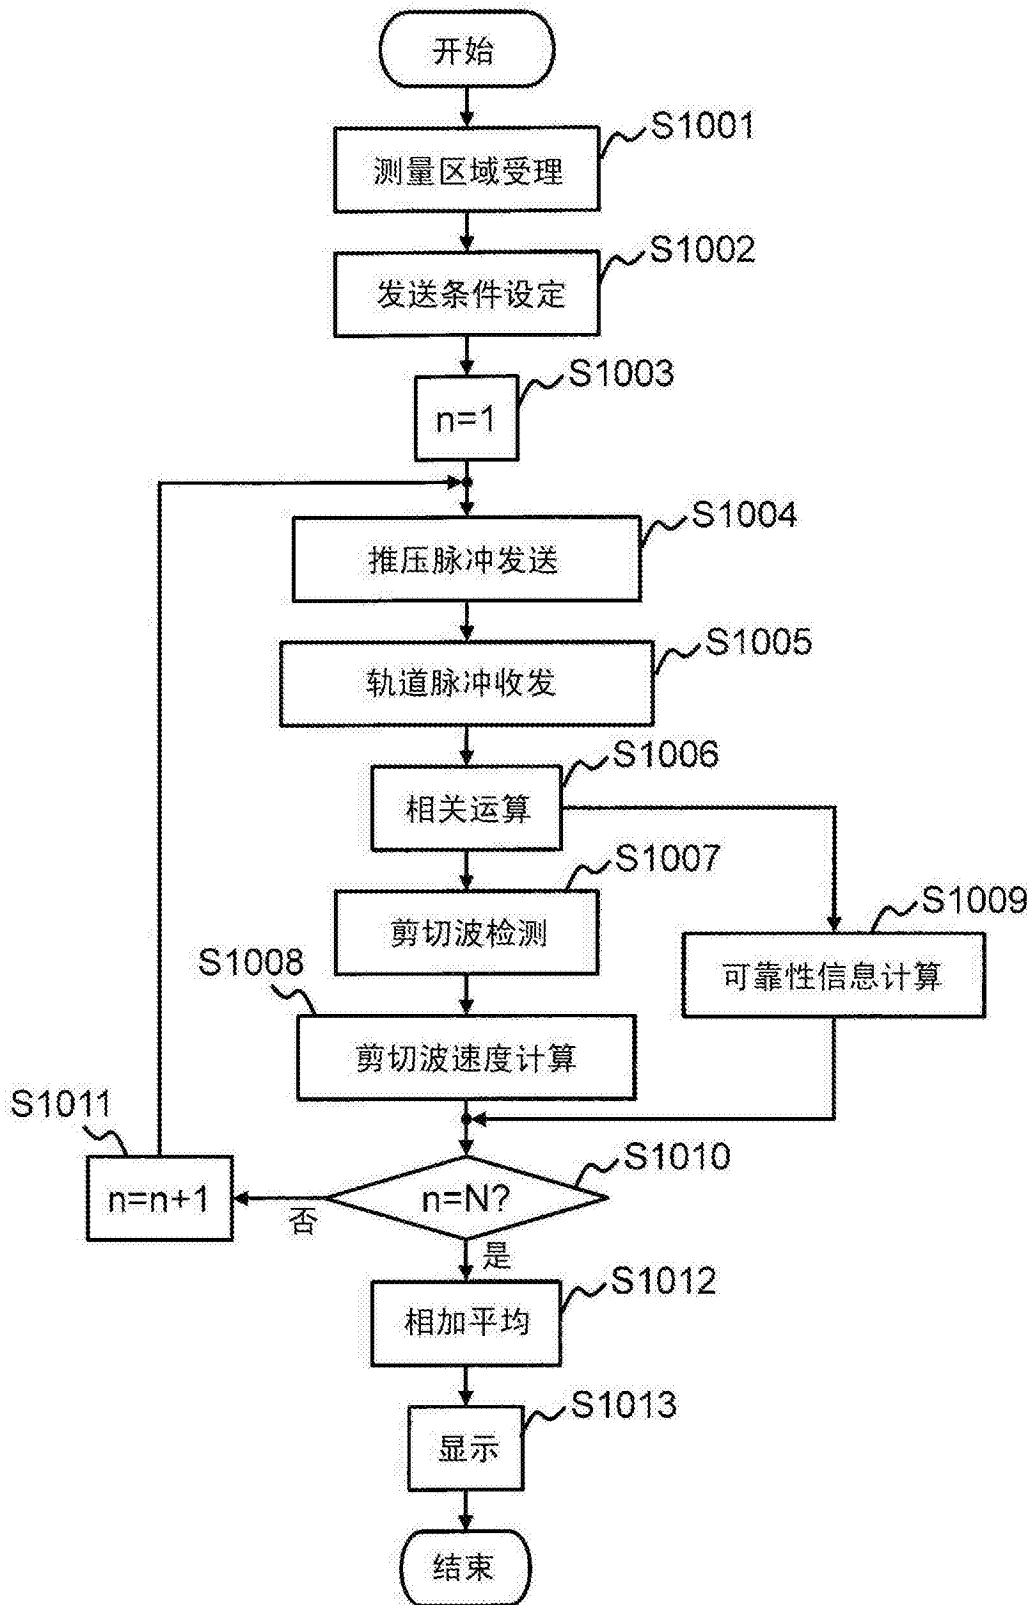 开始
S1001
测量区域受理
S1002
发送条件设定
S1003
n=1
S1004
推压脉冲发送
S1005
轨道脉冲收发
S1006
相关运算
S1007
剪切波检测
S1009
可靠性信息计算
S1008
剪切波速度计算
S1011
n=n+1
S1010
n=N?
否
是
S1012
相加平均
S1013
显示
结束